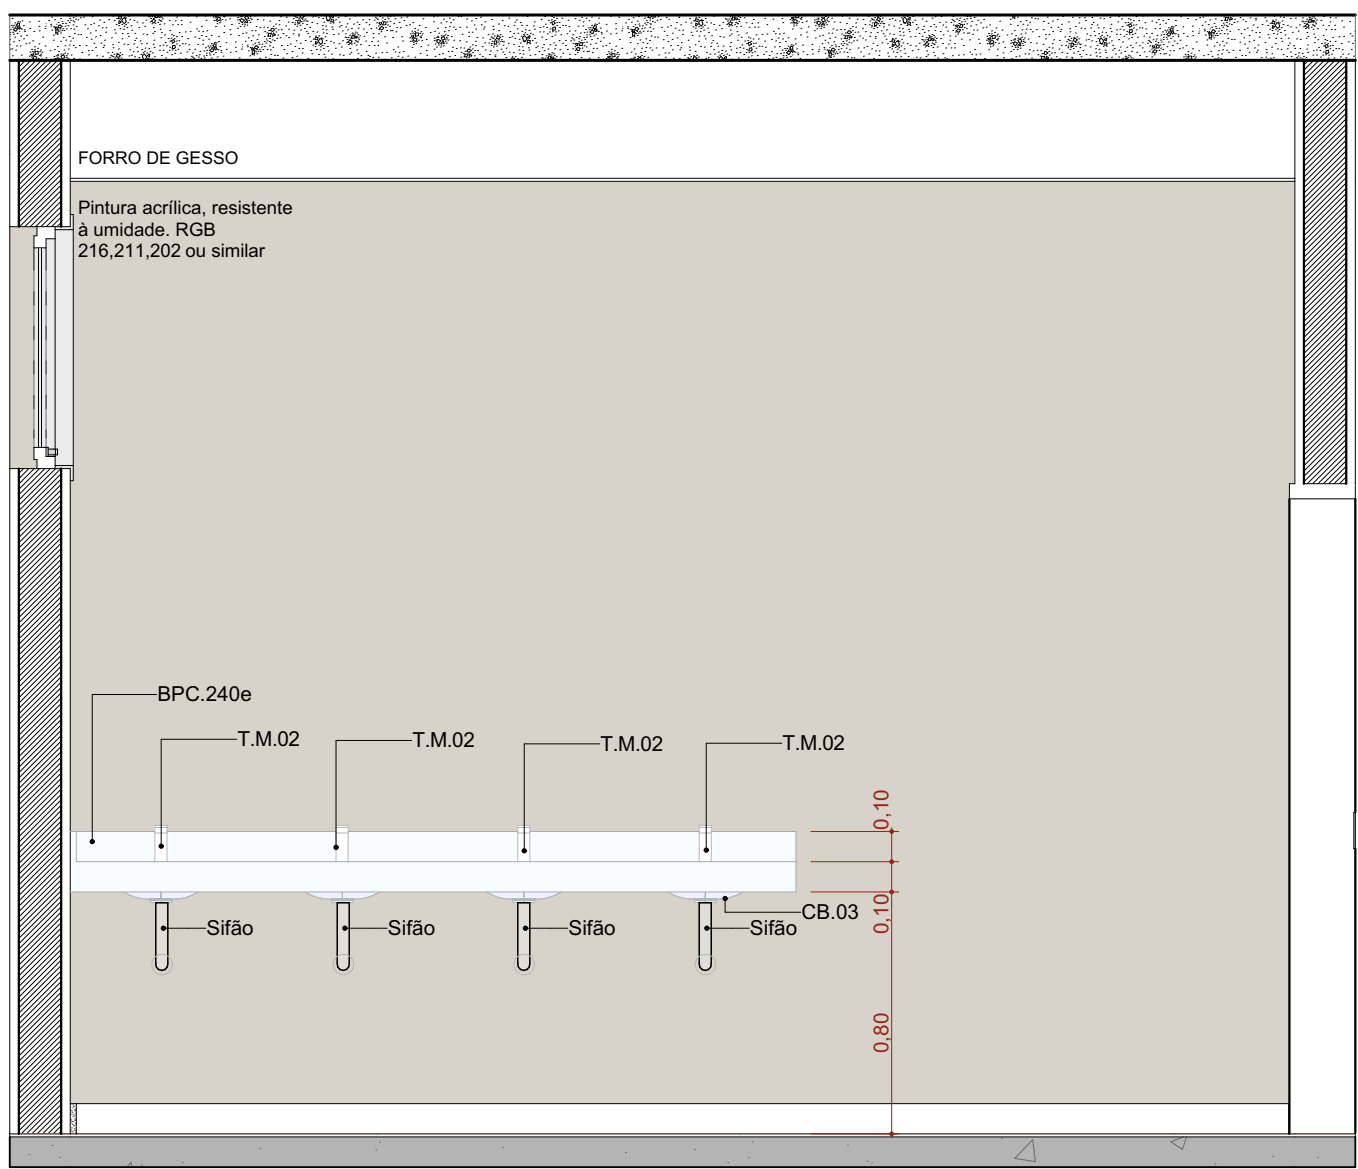 FORRO DE GESSO
Pintura acrílica, resistente
à umidade. RGB
216,211,202 ou similar
BPC.240e
T.M.02
T.M.02
T.M.02
T.M.02
0,10
CB.03
0,10
Sifão
Sifão
Sifão
Sifão
0,80